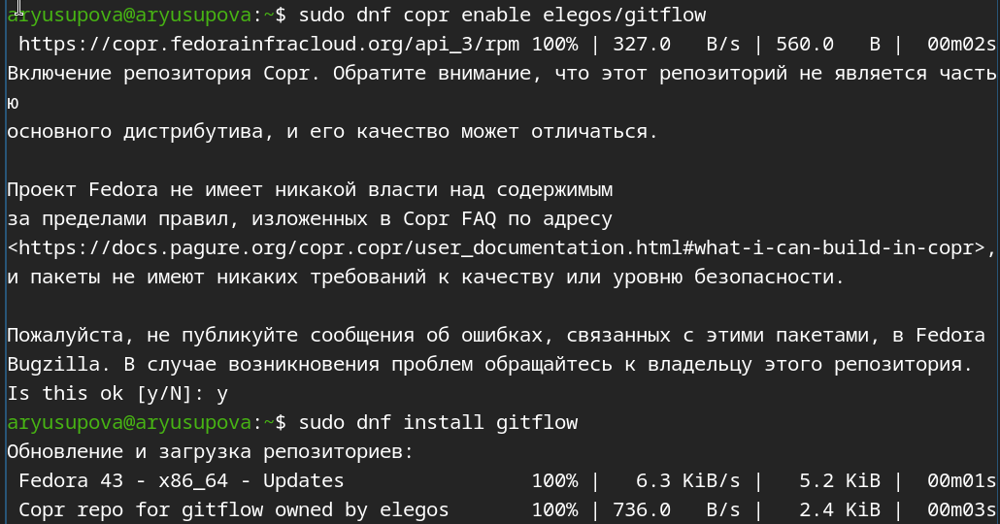 aryusupova@aryusupova:~$ sudo dnf copr enable elegos/gitflow
https://copr.fedorainfracloud.org/api_3/rpm 100% | 327.0   B/s | 560.0   B |  00m02s
Включение репозитория Copr. Обратите внимание, что этот репозиторий не является часть
ю
основного дистрибутива, и его качество может отличаться.
Проект Fedora не имеет никакой власти над содержимым
за пределами правил, изложенных в Copr FAQ по адресу
<https://docs.pagure.org/copr.copr/user_documentation.html#what-i-can-build-in-copr>,
и пакеты не имеют никаких требований к качеству или уровню безопасности.
Пожалуйста, не публикуйте сообщения об ошибках, связанных с этими пакетами, в Fedora
Bugzilla. В случае возникновения проблем обращайтесь к владельцу этого репозитория.
Is this ok [y/N]: y
aryusupova@aryusupova:~$ sudo dnf install gitflow
Обновление и загрузка репозиториев:
Fedora 43 - x86_64 - Updates                100% |   6.3 KiB/s |   5.2 KiB |  00m01s
Copr repo for gitflow owned by elegos       100% | 736.0   B/s |   2.4 KiB |  00m03s